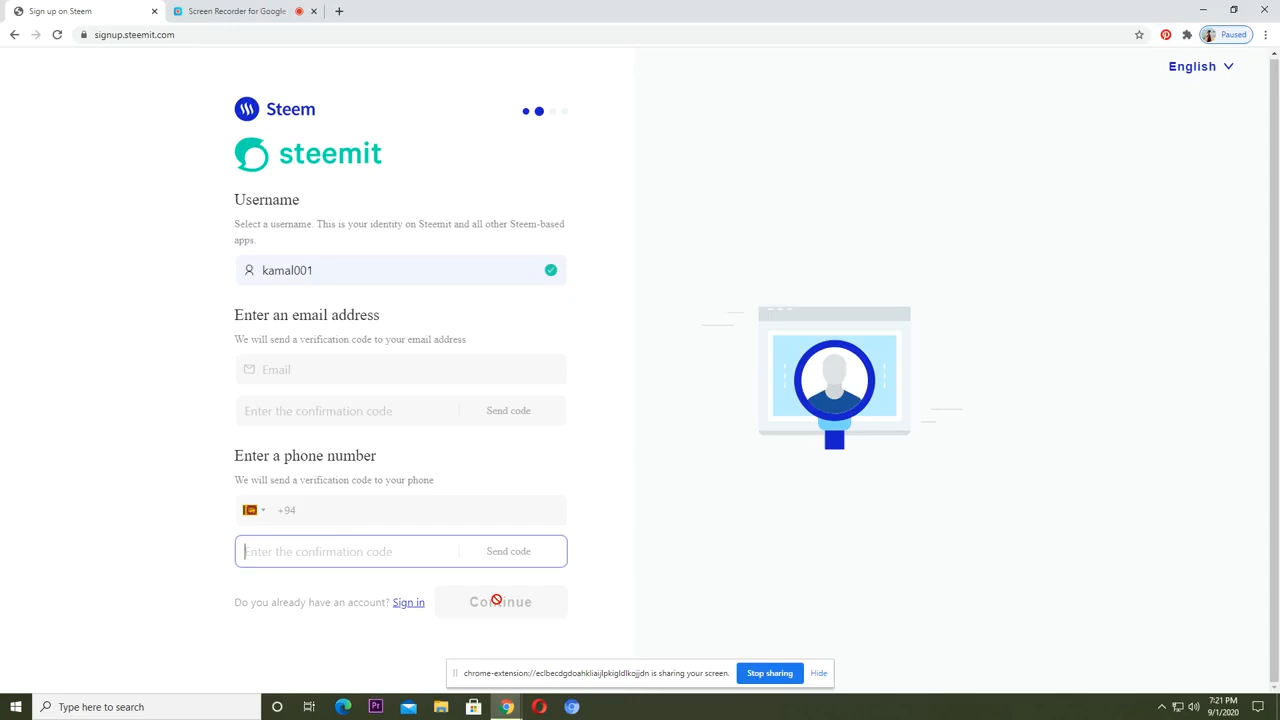 Sign up on Steem
Screen Recorder for Google
signup.steemit.com
Paused
English
Steem
steemit
Username
Select a username. This is your identity on Steemit and all other Steem-based
apps.
kamal001
Enter an email address
We will send a verification code to your email address
Email
Enter the confirmation code
Send code
Enter a phone number
We will send a verification code to your phone
+94
Enter the confirmation code
Send code
Do you already have an account? Sign in
Continue
chrome-extension://eclbecdgdoahkliaijlpkigldlkojjdn is sharing your screen.
Stop sharing
Hide
Type here to search
Pr
7:21 PM
9/1/2020